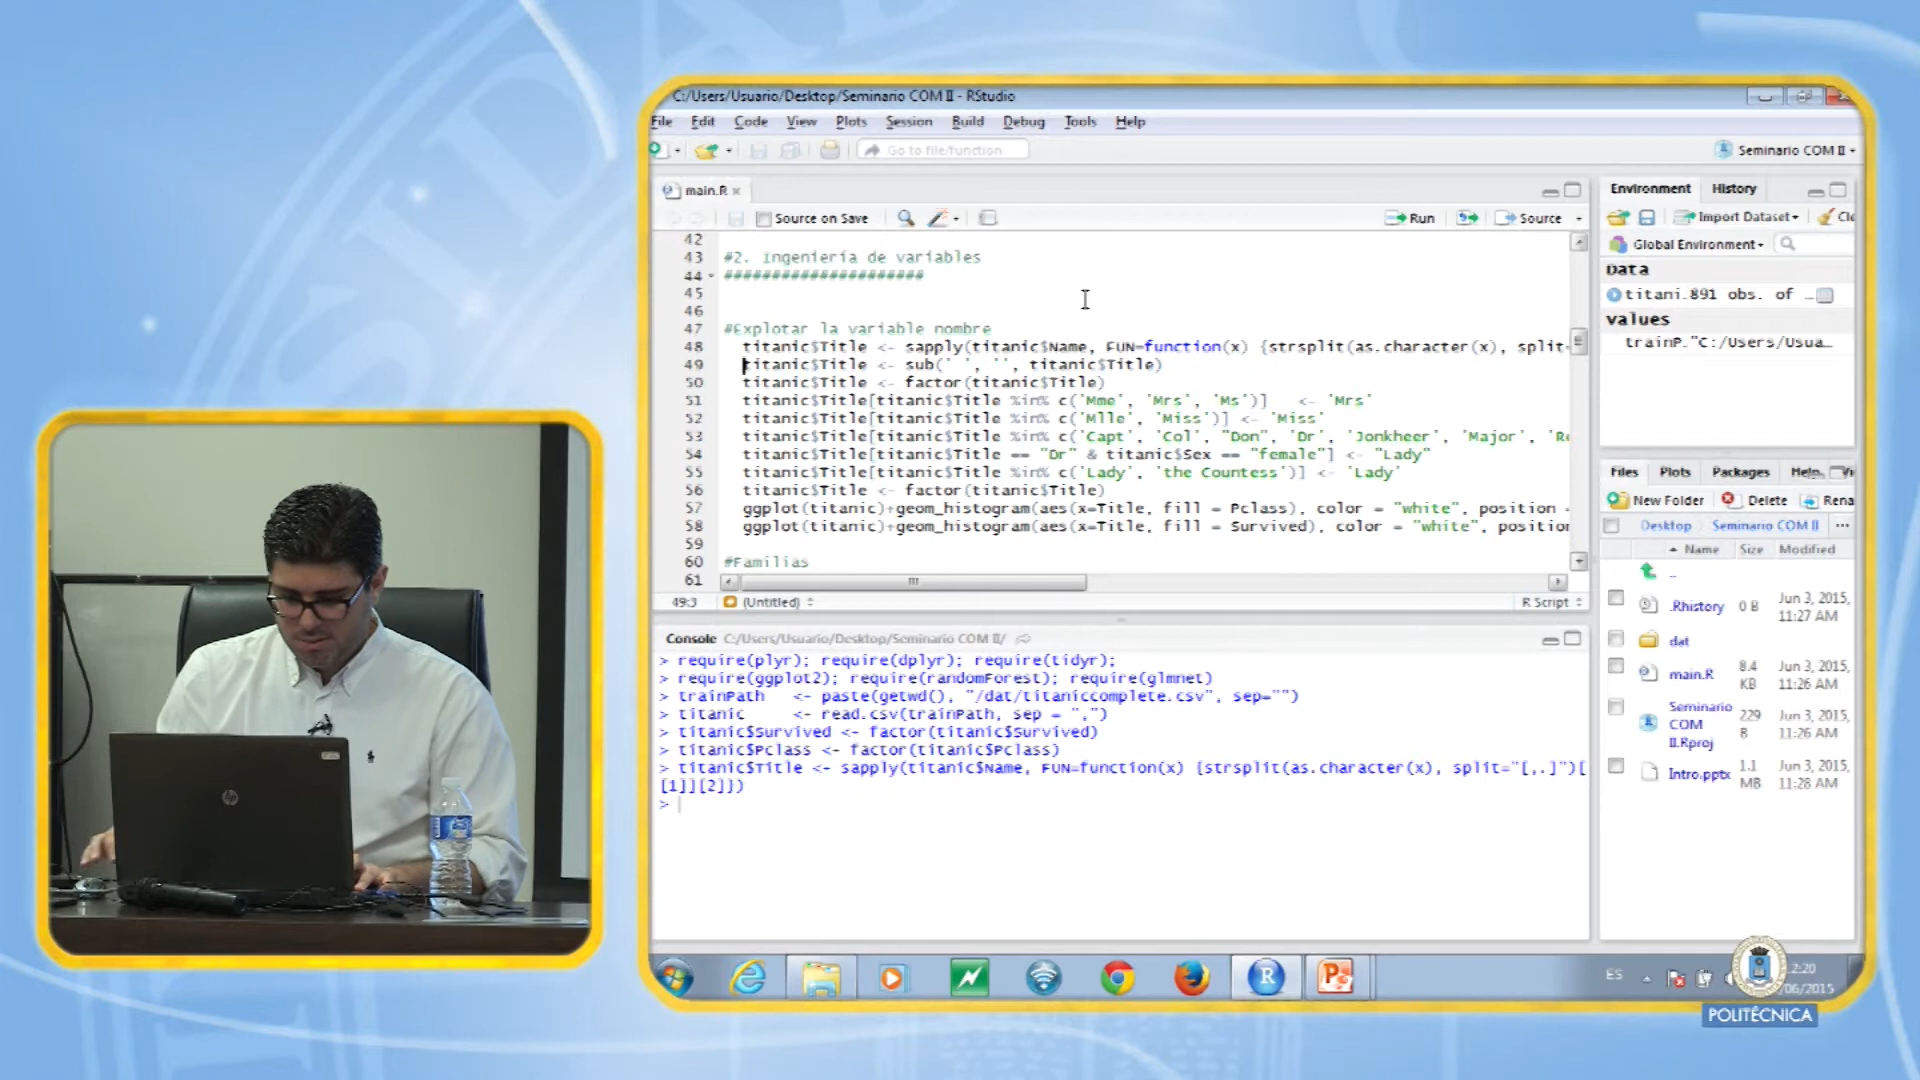 C:/Users/Usuario/Desktop/Seminario COM II - RStudio
File Edit Code View Plots Session Build Debug Tools Help
Go to file/function
Seminario COM II
main.R
Source on Save
Run
Source
42
43 #2. Ingeniería de variables
44 #####################
45
46
47 #Explotar la variable nombre
48 titanic$Title <- sapply(titanic$Name, FUN=function(x) {strsplit(as.character(x), split
49 titanic$Title <- sub(' ', '', titanic$Title)
50 titanic$Title <- factor(titanic$Title)
51 titanic$Title[titanic$Title %in% c('Mme', 'Mrs', 'Ms')] <- 'Mrs'
52 titanic$Title[titanic$Title %in% c('Mlle', 'Miss')] <- 'Miss'
53 titanic$Title[titanic$Title %in% c('Capt', 'Col', "Don", 'Dr', 'Jonkheer', 'Major', 'Re
54 titanic$Title[titanic$Title == "Dr" & titanic$Sex == "female"] <- "Lady"
55 titanic$Title[titanic$Title %in% c('Lady', 'the Countess')] <- 'Lady'
56 titanic$Title <- factor(titanic$Title)
57 ggplot(titanic)+geom_histogram(aes(x=Title, fill = Pclass), color = "white", position =
58 ggplot(titanic)+geom_histogram(aes(x=Title, fill = Survived), color = "white", position
59
60 #Familias
61
49:3 (Untitled) R Script
Console C:/Users/Usuario/Desktop/Seminario COM II/
> require(plyr); require(dplyr); require(tidyr);
> require(ggplot2); require(randomForest); require(glmnet)
> trainPath <- paste(getwd(), "/dat/titaniccomplete.csv", sep="")
> titanic <- read.csv(trainPath, sep = ",")
> titanic$Survived <- factor(titanic$Survived)
> titanic$Pclass <- factor(titanic$Pclass)
> titanic$Title <- sapply(titanic$Name, FUN=function(x) {strsplit(as.character(x), split="[,.]")[
[1]][2]})
>
Environment History
Import Dataset
Global Environment
Data
titani.891 obs. of ...
Values
trainP."C:/Users/Usua...
Files Plots Packages Help
New Folder Delete Rena
Desktop Seminario COM II ...
Name Size Modified
..
.Rhistory 0 B Jun 3, 2015, 11:27 AM
dat
main.R 8.4 KB Jun 3, 2015, 11:26 AM
Seminario COM II.Rproj 229 B Jun 3, 2015, 11:26 AM
Intro.pptx 1.1 MB Jun 3, 2015, 11:28 AM
ES
2:20
/06/2015
POLITÉCNICA
hp